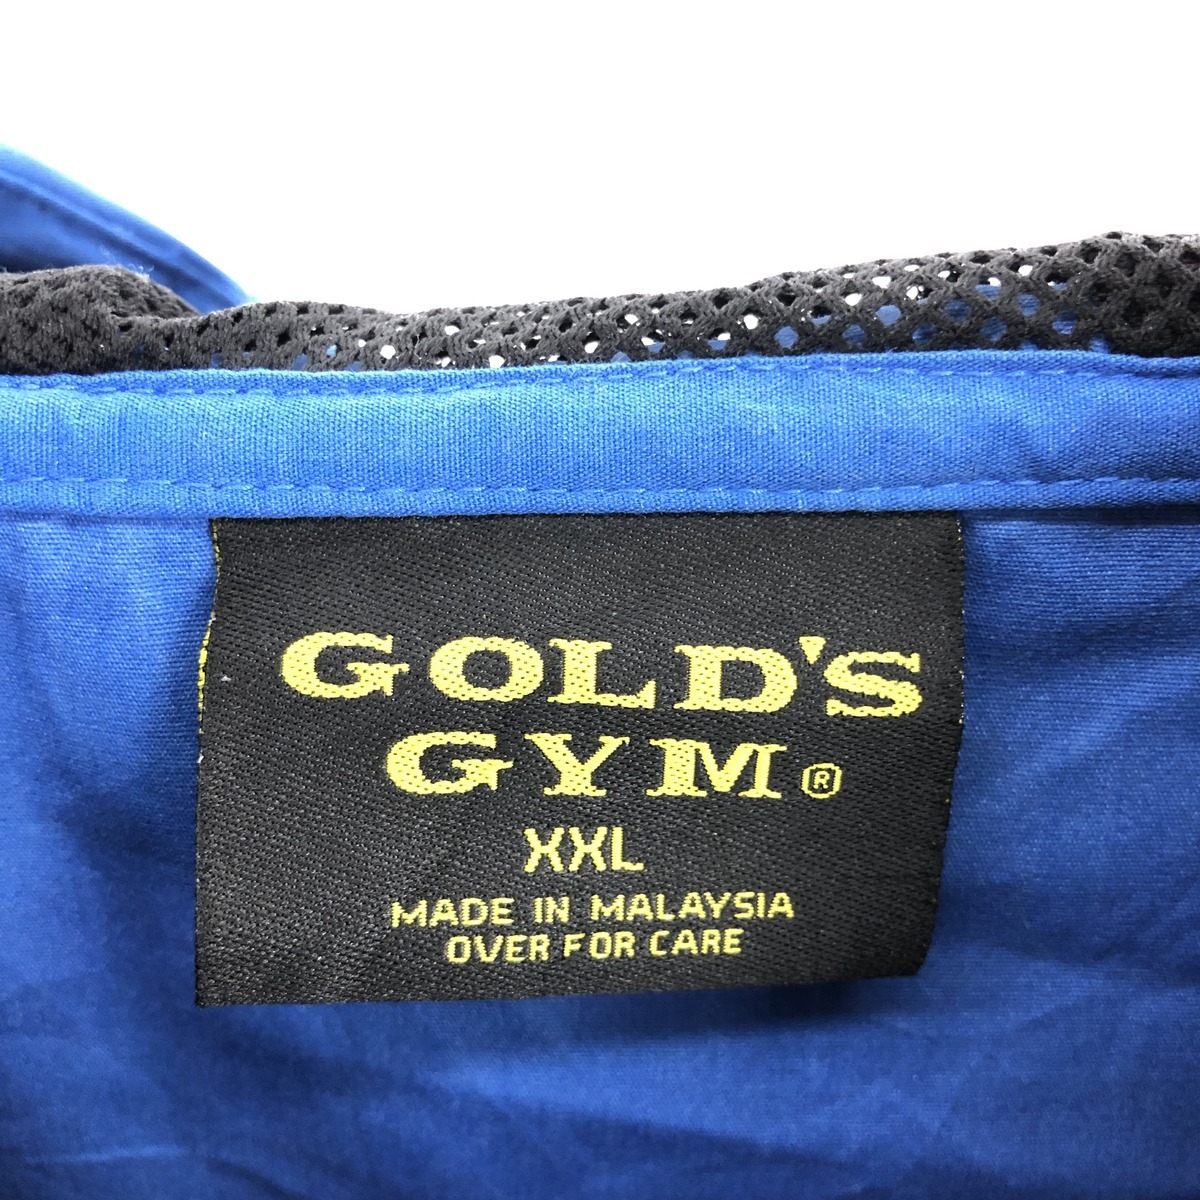 GOLD'S
GYM®
XXL
MADE IN MALAYSIA
OVER FOR CARE